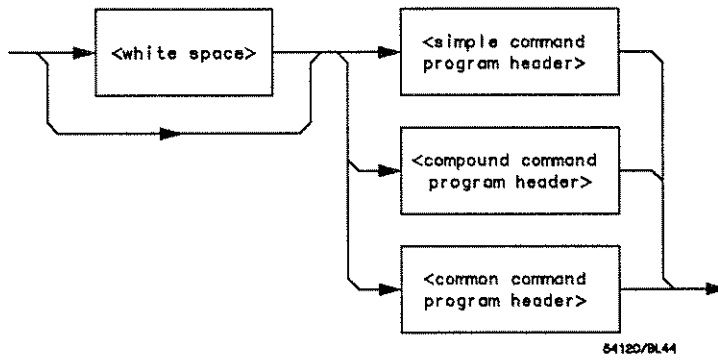 <white space>
<simple command
program header>
<compound command
program header>
<common command
program header>
54120/BL44